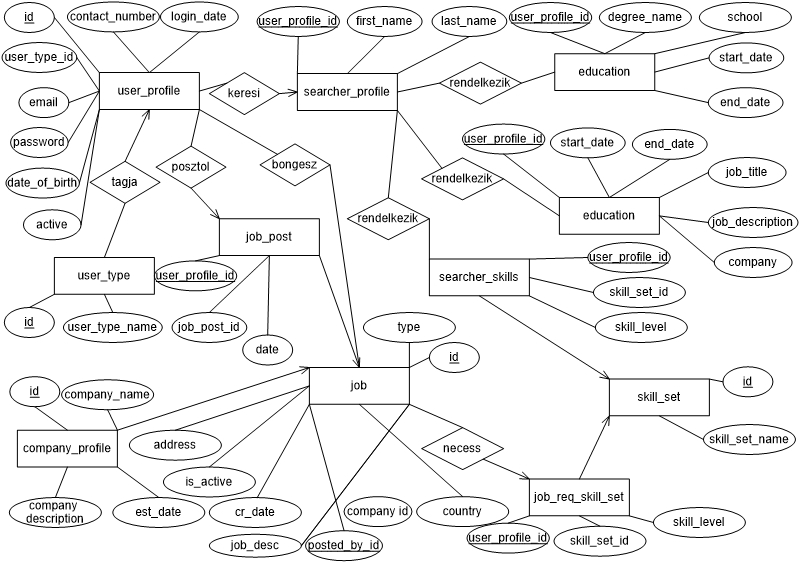 id
contact_number
login_date
user_profile_id
first_name
last_name
user_profile_id
degree_name
school
user_type_id
start_date
email
user_profile
keresi
searcher_profile
rendelkezik
education
end_date
password
user_profile_id
start_date
end_date
date_of_birth
tagja
posztol
bongesz
rendelkezik
job_title
active
rendelkezik
education
job_description
job_post
user_type
user_profile_id
searcher_skills
user_profile_id
company
skill_set_id
id
user_type_name
job_post_id
type
skill_level
date
id
id
company_name
job
skill_set
id
company_profile
address
necess
skill_set_name
is_active
job_req_skill_set
company
description
est_date
cr_date
company id
country
skill_level
job_desc
posted_by_id
user_profile_id
skill_set_id